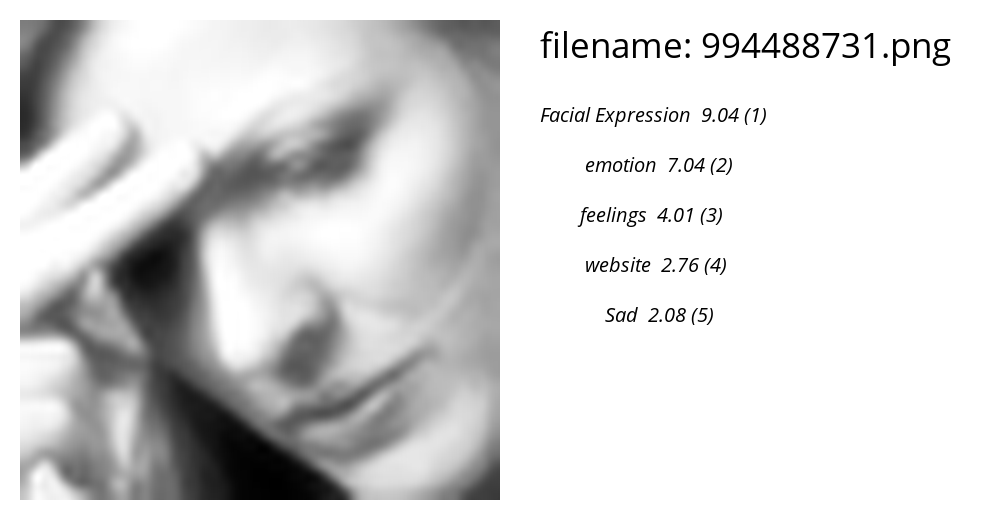 filename: 994488731.png
Facial Expression 9.04 (1)
emotion 7.04 (2)
feelings 4.01 (3)
website 2.76 (4)
Sad 2.08 (5)